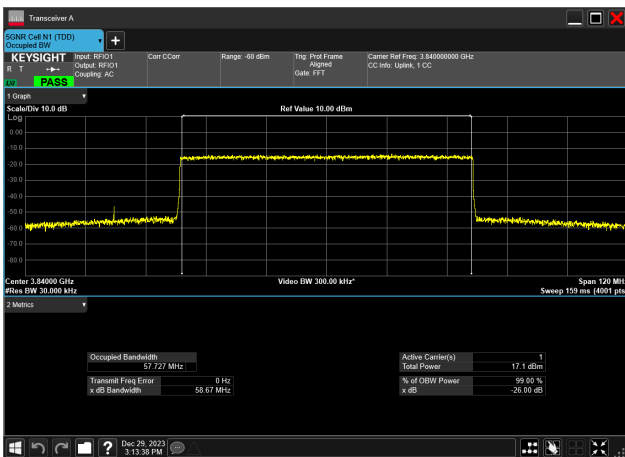 Transceiver A
5GNR Cell N1 (TDD)
Occupied BW
KEYSIGHT
R T
LV
PASS
Input: RFIO1
Output: RFIO1
Coupling: AC
Corr CCorr
Range: -60 dBm
Trig: Prot Frame
Aligned
Gate: FFT
Carrier Ref Freq: 3.840000000 GHz
CC Info: Uplink, 1 CC
1 Graph
Scale/Div 10.0 dB
Ref Value 10.00 dBm
Log
0.00
-10.0
-20.0
-30.0
-40.0
-50.0
-60.0
-70.0
-80.0
Center 3.84000 GHz
#Res BW 30.000 kHz
Video BW 300.00 kHz*
Span 120 MHz
Sweep 159 ms (4001 pts
2 Metrics
Occupied Bandwidth
57.727 MHz
Transmit Freq Error 0 Hz
x dB Bandwidth 58.67 MHz
Active Carrier(s) 1
Total Power 17.1 dBm
% of OBW Power 99.00 %
x dB -26.00 dB
?
Dec 29, 2023
3:13:38 PM